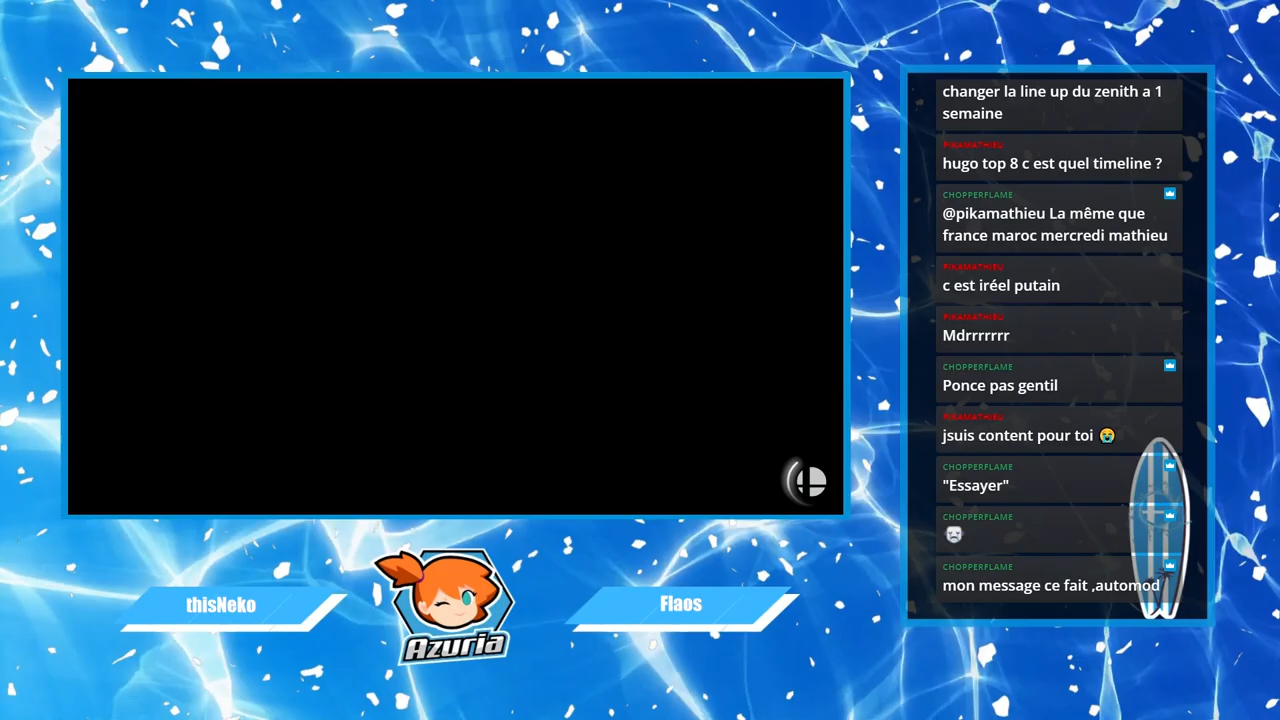 changer la line up du zenith a 1
semaine
PIKAMATHIEU
hugo top 8 c est quel timeline ?
CHOPPERFLAME
@pikamathieu La même que
france maroc mercredi mathieu
PIKAMATHIEU
c est iréel putain
PIKAMATHIEU
Mdrrrrrrr
CHOPPERFLAME
Ponce pas gentil
PIKAMATHIEU
jsuis content pour toi 😭
CHOPPERFLAME
"Essayer"
CHOPPERFLAME
CHOPPERFLAME
mon message ce fait ,automod
thisNeko
Azuria
Flaos